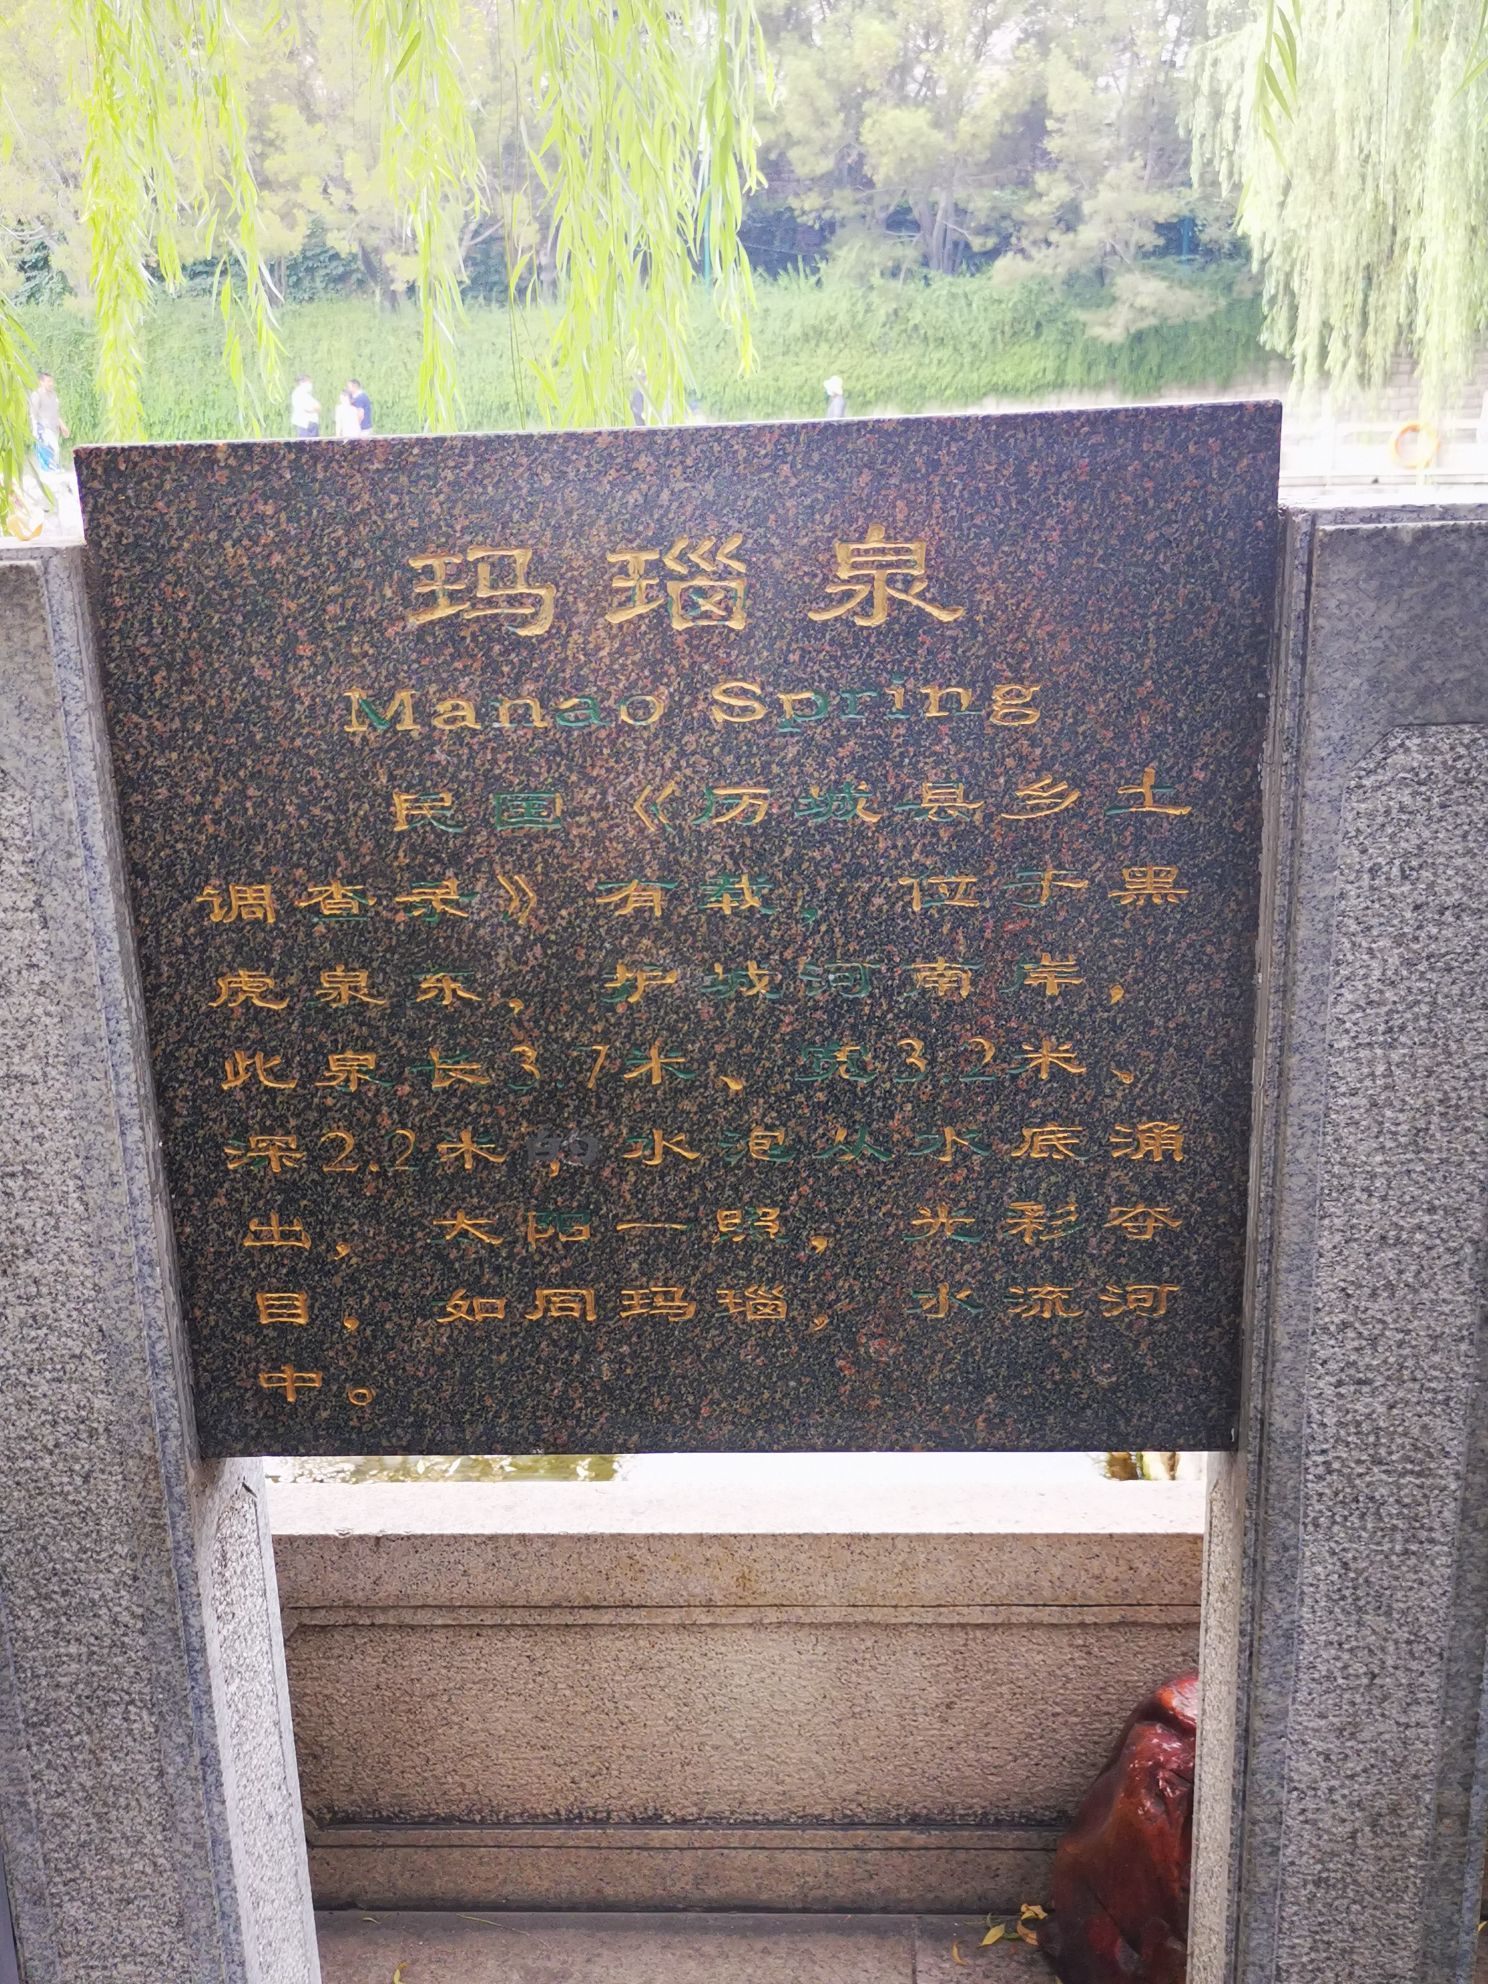 玛瑙泉
Manao Spring
民国《历城县乡土
调查录》有载，位于黑
虎泉东，护城河南岸，
此泉长3.7米、宽3.2米、
深2.2米，水泡从水底涌
出，太阳一照，光彩夺
目，如同玛瑙，水流河
中。